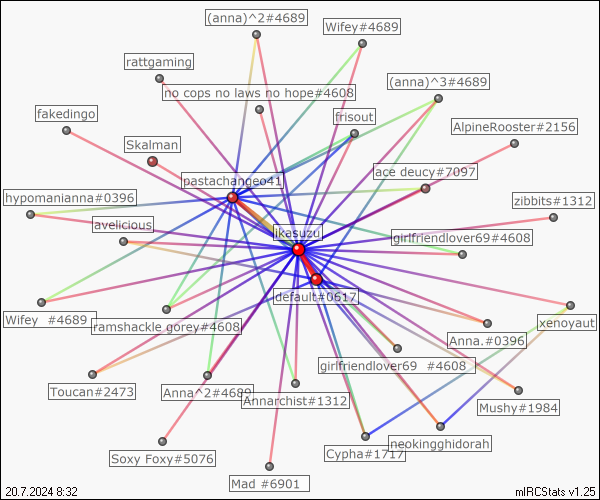 (anna)^2#4689
Wifey#4689
rattgaming
(anna)^3#4689
no cops no laws no hope#4608
fakedingo
frisout
AlpineRooster#2156
Skalman
ace deucy#7097
pastachangeo41
hypomanianna#0396
zibbits#1312
avelicious
ikasuzu
girlfriendlover69#4608
default#0617
Wifey  #4689
ramshackle gorey#4608
Anna.#0396
xenoyaut
girlfriendlover69  #4608
Toucan#2473
Anna^2#4689
Annarchist#1312
Mushy#1984
Soxy Foxy#5076
Cypha#1717
neokingghidorah
Mad #6901
20.7.2024 8:32
mIRCStats v1.25